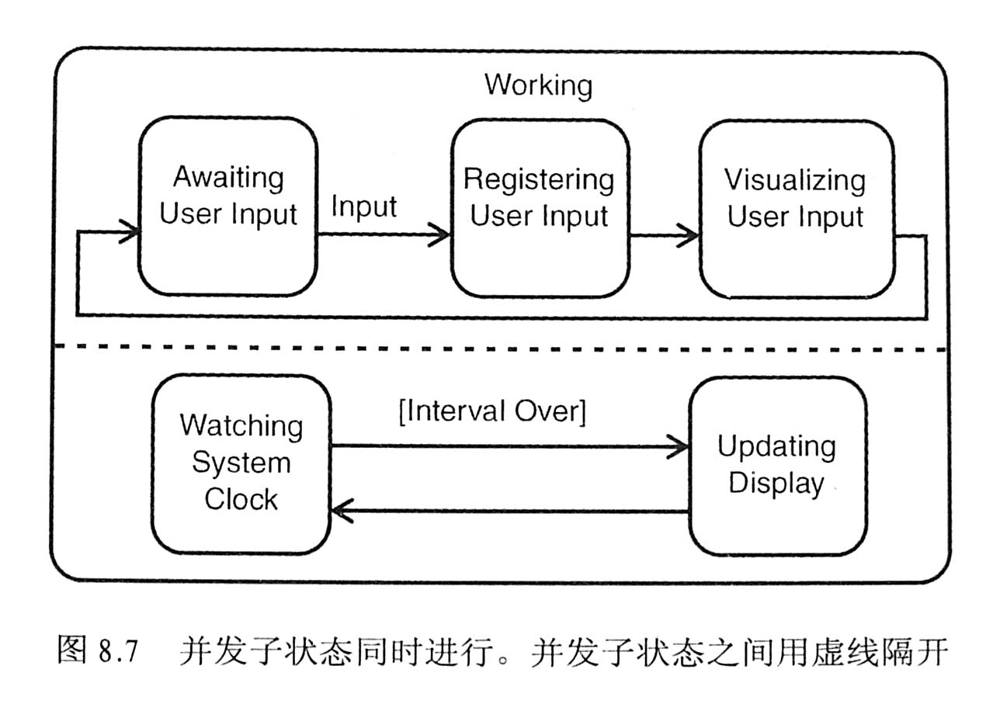 Working
Awaiting
User Input
Input
Registering
User Input
Visualizing
User Input
Watching
System
Clock
[Interval Over]
Updating
Display
图 8.7 并发子状态同时进行。并发子状态之间用虚线隔开